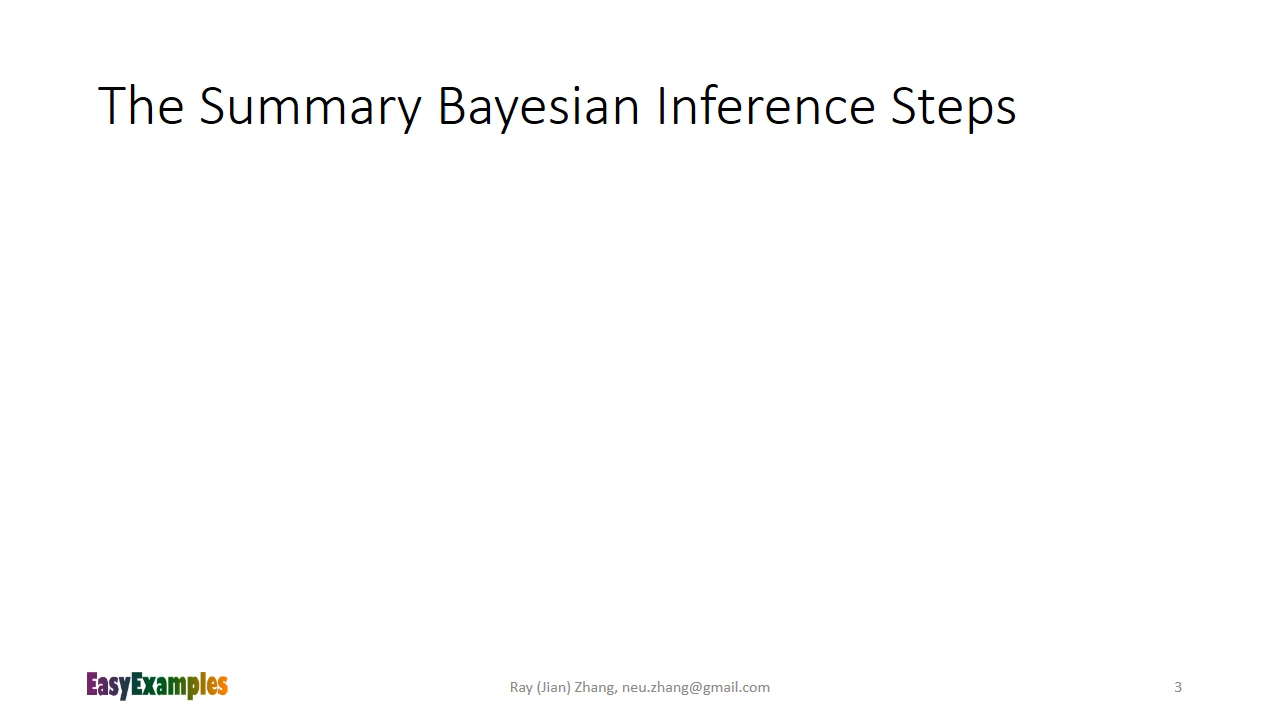 The Summary Bayesian Inference Steps
EasyExamples
Ray (Jian) Zhang, neu.zhang@gmail.com
3